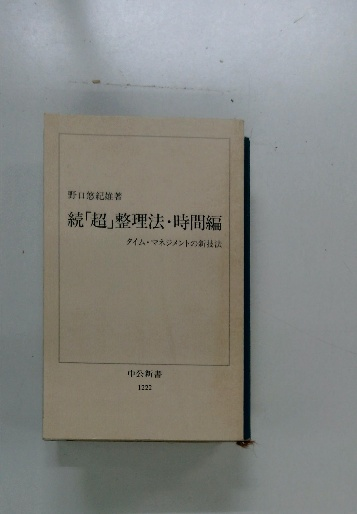 野口悠紀雄著
続「超」整理法・時間編
タイム・マネジメントの新技法
中公新書
1222